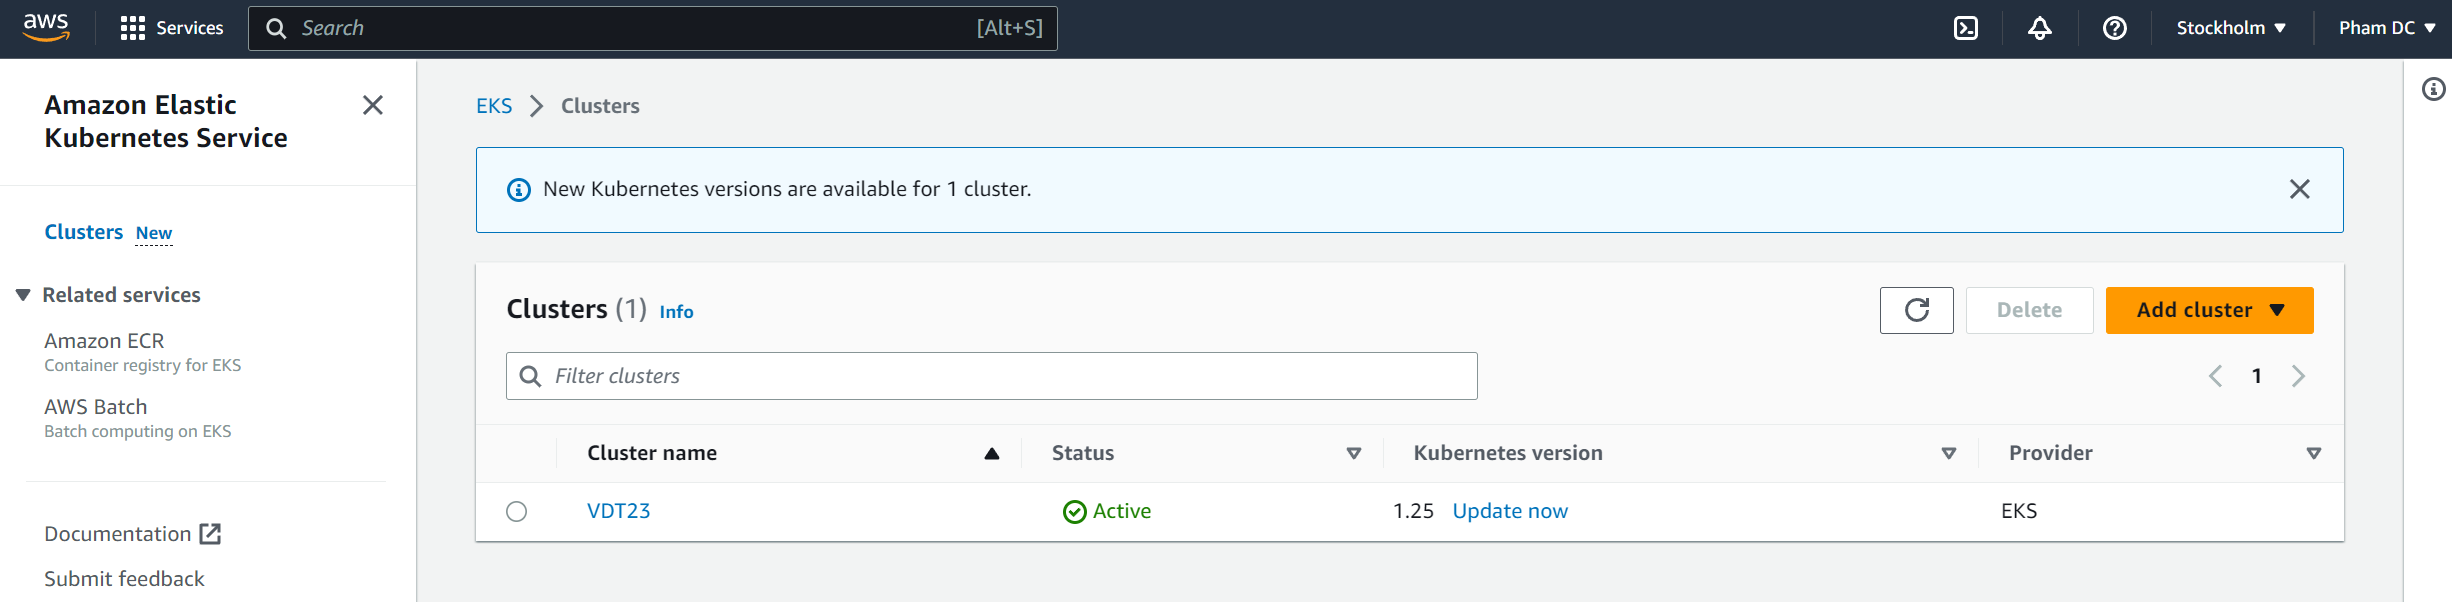 aws
Services
Search [Alt+S]
Stockholm
Pham DC
Amazon Elastic
Kubernetes Service
Clusters New
Related services
Amazon ECR
Container registry for EKS
AWS Batch
Batch computing on EKS
Documentation
Submit feedback
EKS Clusters
New Kubernetes versions are available for 1 cluster.
Clusters (1) Info
Delete
Add cluster
Filter clusters
1
Cluster name Status Kubernetes version Provider
VDT23 Active 1.25 Update now EKS